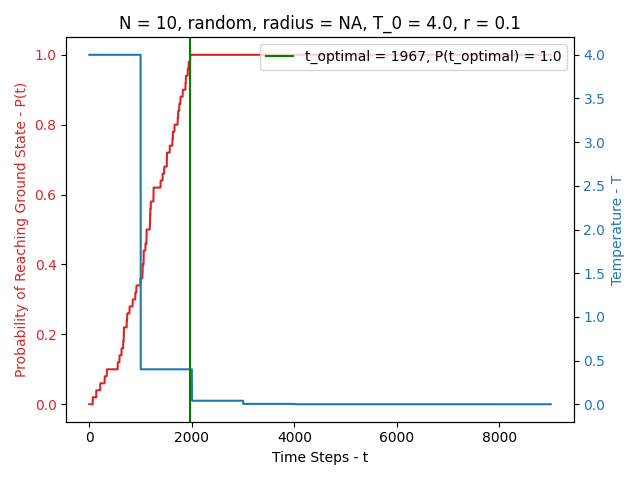 N = 10, random, radius = NA, T_0 = 4.0, r = 0.1
t_optimal = 1967, P(t_optimal) = 1.0
Probability of Reaching Ground State - P(t)
1.0
0.8
0.6
0.4
0.2
0.0
4.0
3.5
3.0
2.5
2.0
1.5
1.0
0.5
0.0
Temperature - T
0 2000 4000 6000 8000
Time Steps - t